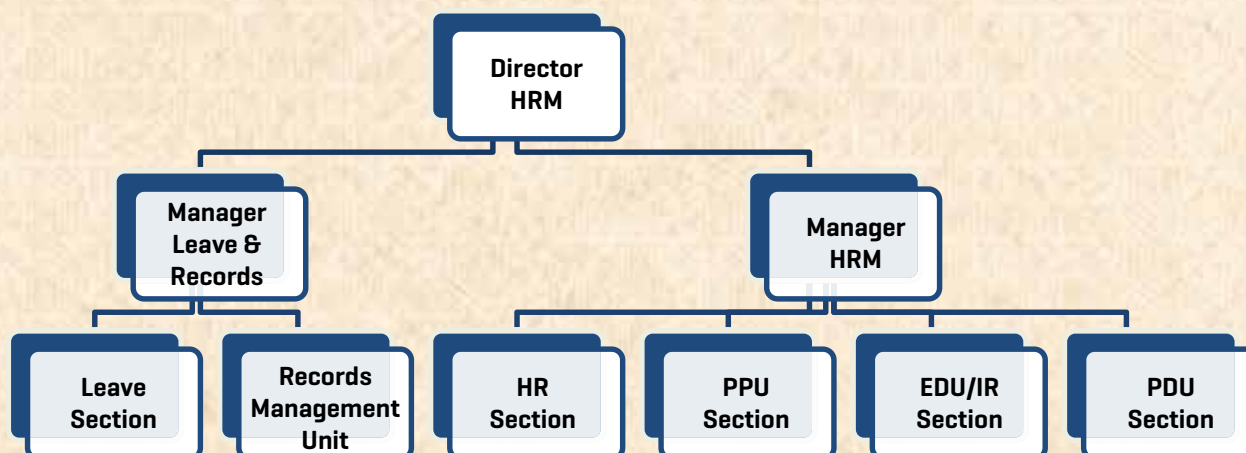 Director
HRM
Manager
Leave &
Records
Manager
HRM
Leave
Section
Records
Management
Unit
HR
Section
PPU
Section
EDU/IR
Section
PDU
Section